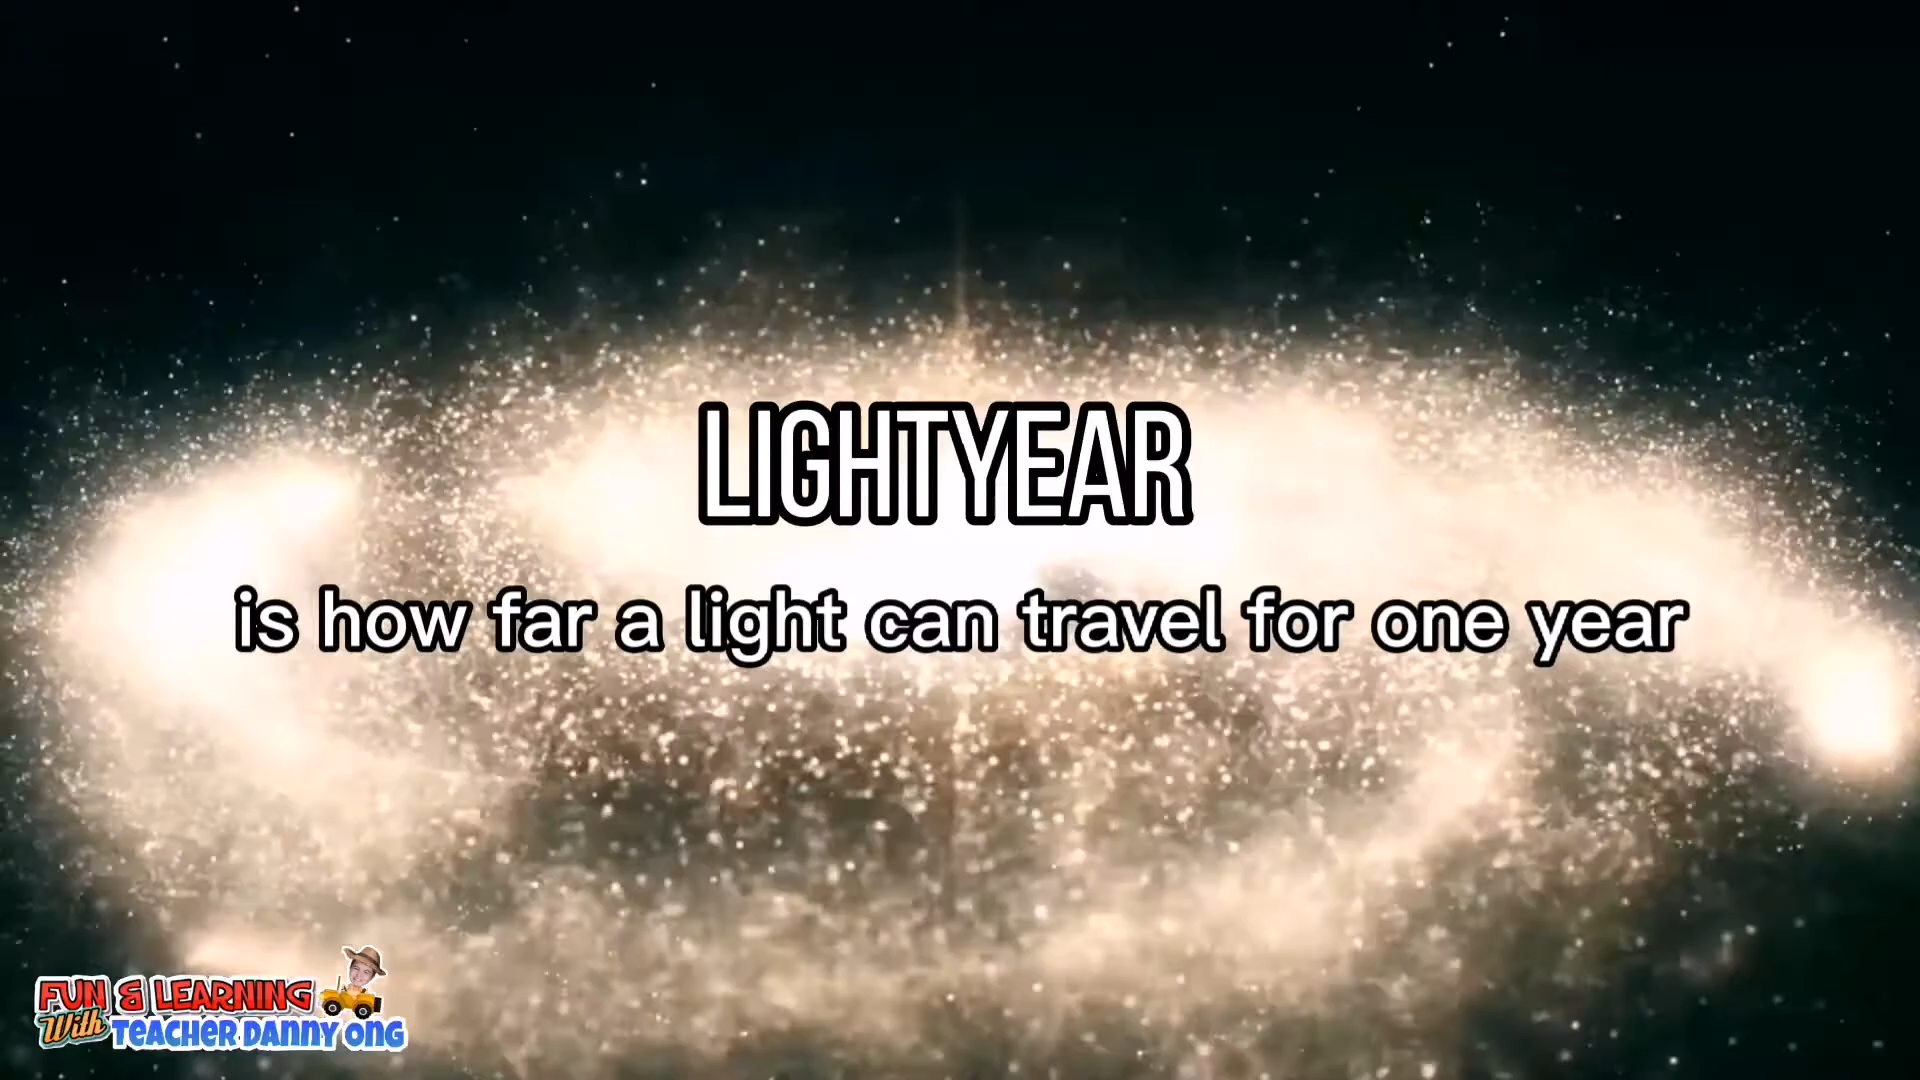 LIGHTYEAR
is how far a light can travel for one year
FUN & LEARNING
With TEACHER DANNY ONG